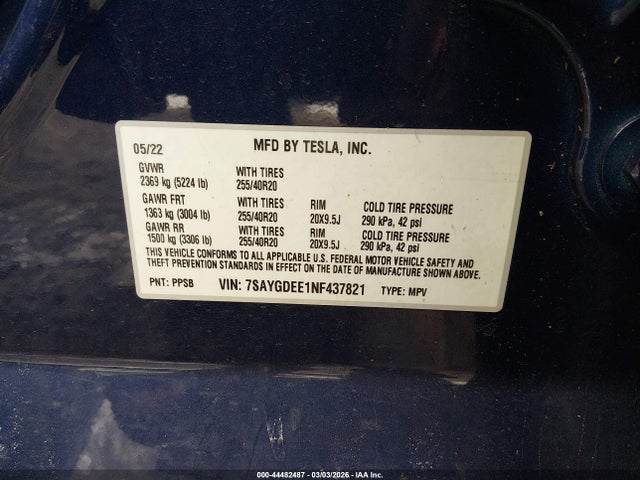 05/22 MFD BY TESLA, INC.
GVWR WITH TIRES
2369 kg (5224 lb) 255/40R20
GAWR FRT WITH TIRES RIM COLD TIRE PRESSURE
1363 kg (3004 lb) 255/40R20 20X9.5J 290 kPa, 42 psi
GAWR RR WITH TIRES RIM COLD TIRE PRESSURE
1500 kg (3306 lb) 255/40R20 20X9.5J 290 kPa, 42 psi
THIS VEHICLE CONFORMS TO ALL APPLICABLE U.S. FEDERAL MOTOR VEHICLE SAFETY AND
THEFT PREVENTION STANDARDS IN EFFECT ON THE DATE OF MANUFACTURE SHOWN ABOVE.
PNT: PPSB VIN: 7SAYGDEE1NF437821 TYPE: MPV
000-44482487 - 03/03/2026 - IAA Inc.